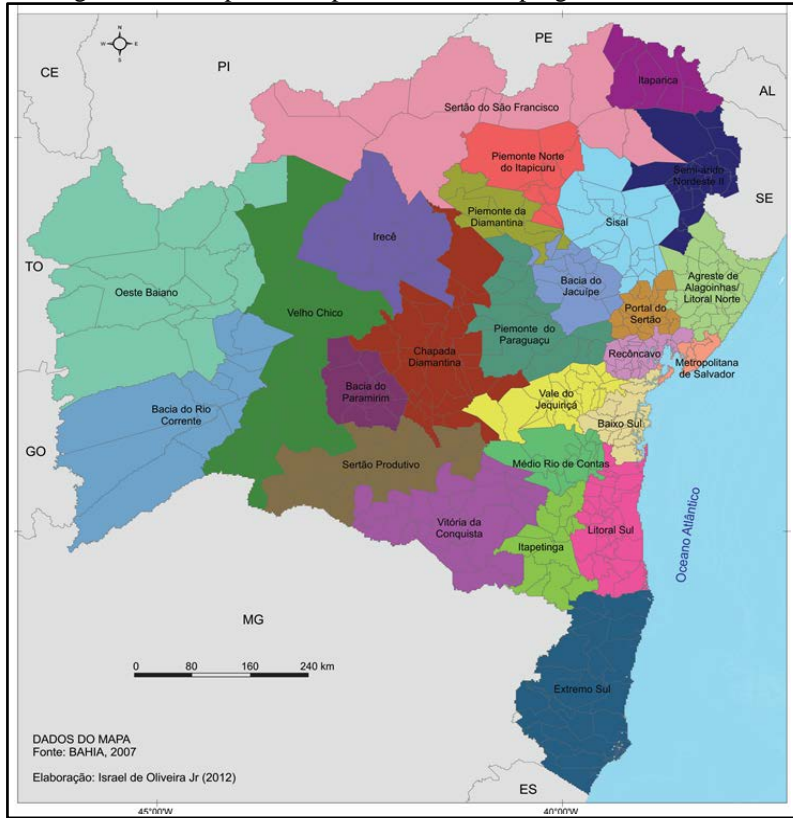 CE
PI
PE
AL
SE
TO
GO
MG
ES
N
W
E
S
Itaparica
Sertão do São Francisco
Piemonte Norte
do Itapicuru
Semi-árido
Nordeste II
Piemonte da
Diamantina
Sisal
Irecê
Oeste Baiano
Bacia do
Jacuípe
Agreste de
Alagoinhas/
Litoral Norte
Velho Chico
Portal do
Sertão
Piemonte do
Paraguaçu
Chapada
Diamantina
Recôncavo
Metropolitana
de Salvador
Bacia do
Paramirim
Vale do
Jequiriçá
Bacia do Rio
Corrente
Baixo Sul
Sertão Produtivo
Médio Rio de Contas
Vitória da
Conquista
Litoral Sul
Itapetinga
Oceano Atlântico
Extremo Sul
0 80 160 240 km
DADOS DO MAPA
Fonte: BAHIA, 2007
Elaboração: Israel de Oliveira Jr (2012)
45°00'W
40°00'W